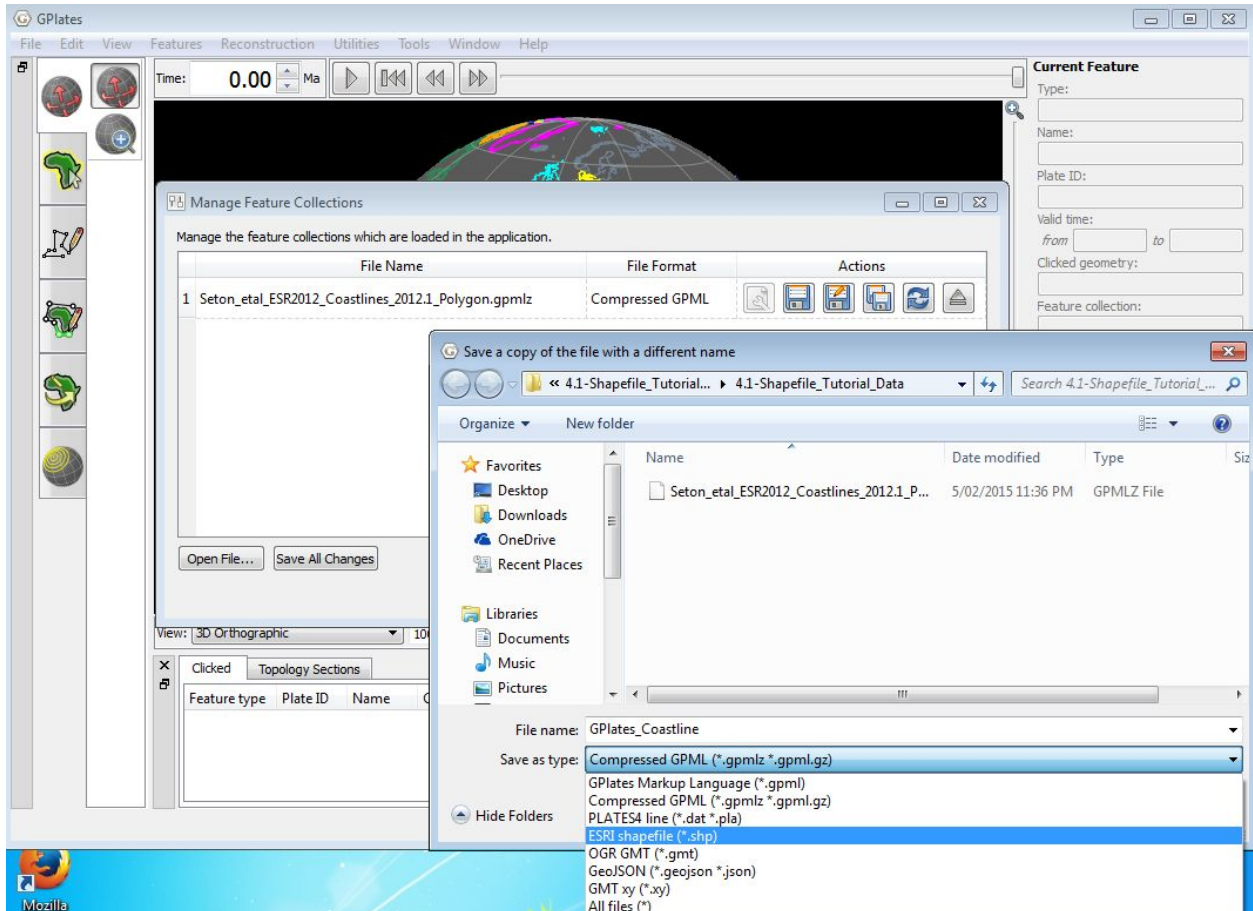 GPlates
File Edit View Features Reconstruction Utilities Tools Window Help
Time: 0.00 Ma
Current Feature
Type:
Name:
Plate ID:
Valid time:
from to
Clicked geometry:
Feature collection:
Manage Feature Collections
Manage the feature collections which are loaded in the application.
File Name File Format Actions
1 Seton_etal_ESR2012_Coastlines_2012.1_Polygon.gpmlz Compressed GPML
Open File... Save All Changes
View: 3D Orthographic 10
Clicked Topology Sections
Feature type Plate ID Name
Save a copy of the file with a different name
« 4.1-Shapefile_Tutorial... 4.1-Shapefile_Tutorial_Data Search 4.1-Shapefile_Tutorial_...
Organize New folder
Favorites
Desktop
Downloads
OneDrive
Recent Places
Libraries
Documents
Music
Pictures
Name Date modified Type Siz
Seton_etal_ESR2012_Coastlines_2012.1_P... 5/02/2015 11:36 PM GPMLZ File
File name: GPlates_Coastline
Save as type: Compressed GPML (*.gpmlz *.gpml.gz)
GPlates Markup Language (*.gpml)
Compressed GPML (*.gpmlz *.gpml.gz)
PLATES4 line (*.dat *.pla)
ESRI shapefile (*.shp)
OGR GMT (*.gmt)
GeoJSON (*.geojson *.json)
GMT xy (*.xy)
All files (*)
Hide Folders
Mozilla